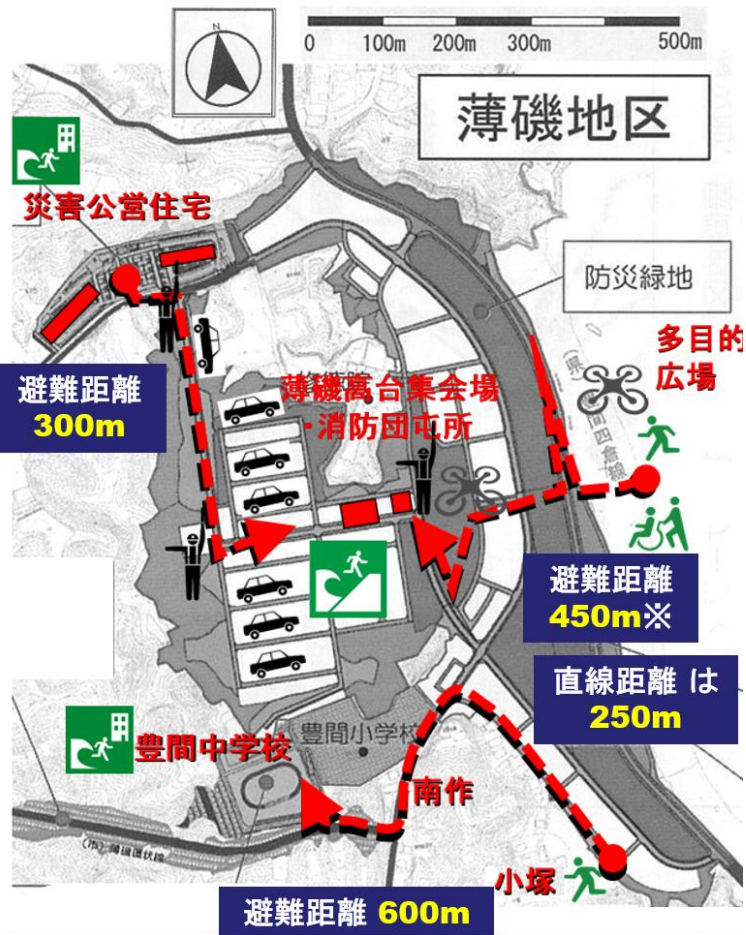 0 100m 200m 300m 500m
薄磯地区
災害公営住宅
防災緑地
多目的
広場
避難距離
300m
薄磯高台集会場
・消防団屯所
避難距離
450m※
直線距離 は
250m
豊間中学校
豊間小学校
南作
小塚
避難距離 600m